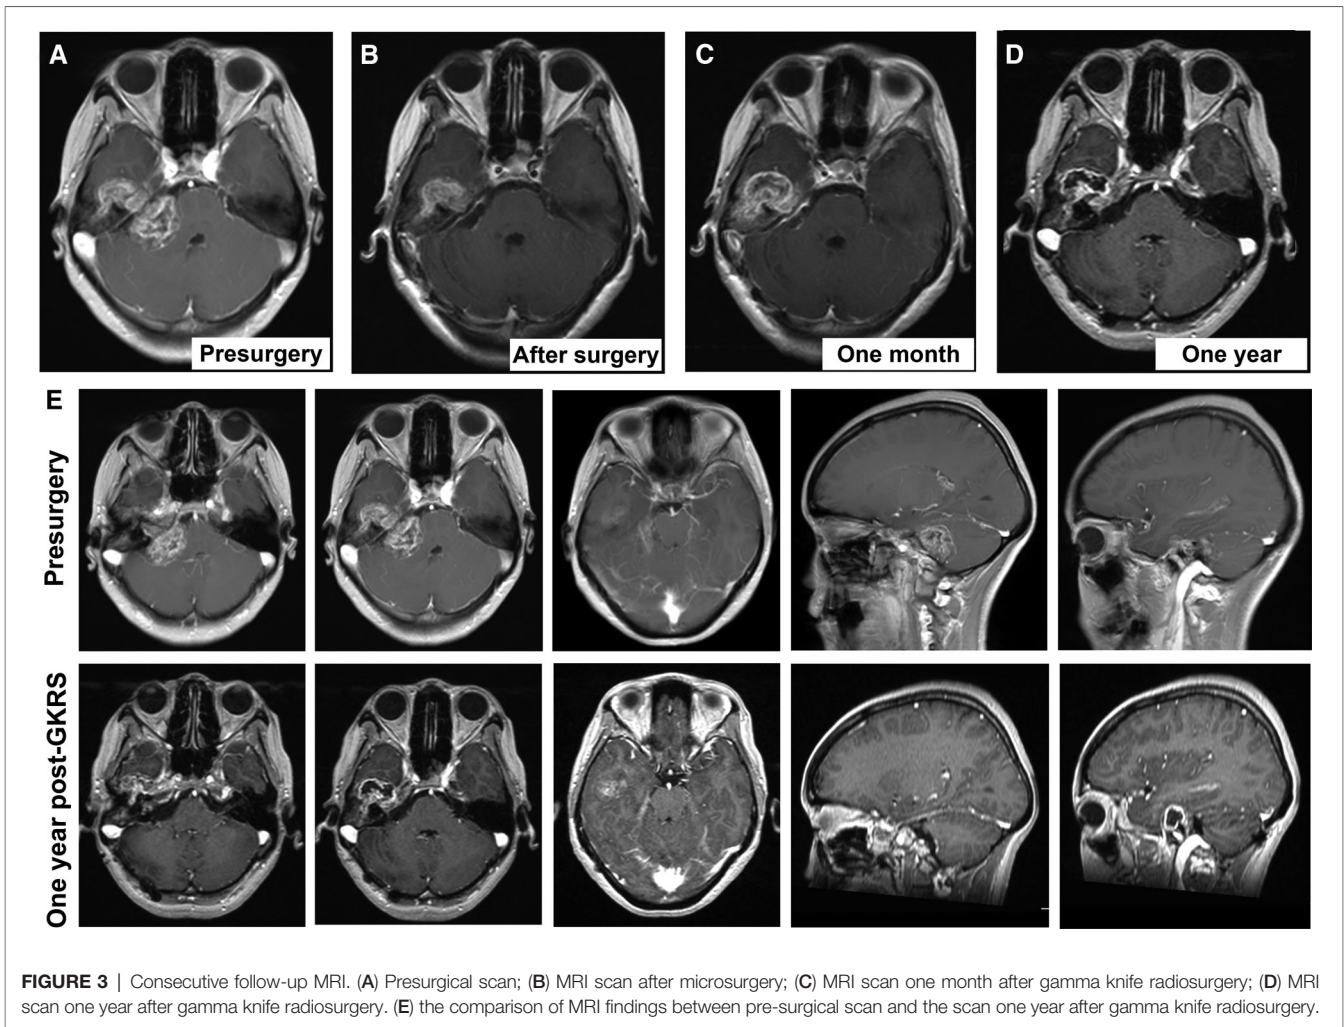 A
B
C
D
Presurgery
After surgery
One month
One year
E
Presurgery
One year post-GKRS
FIGURE 3 | Consecutive follow-up MRI. (A) Presurgical scan; (B) MRI scan after microsurgery; (C) MRI scan one month after gamma knife radiosurgery; (D) MRI
scan one year after gamma knife radiosurgery. (E) the comparison of MRI findings between pre-surgical scan and the scan one year after gamma knife radiosurgery.